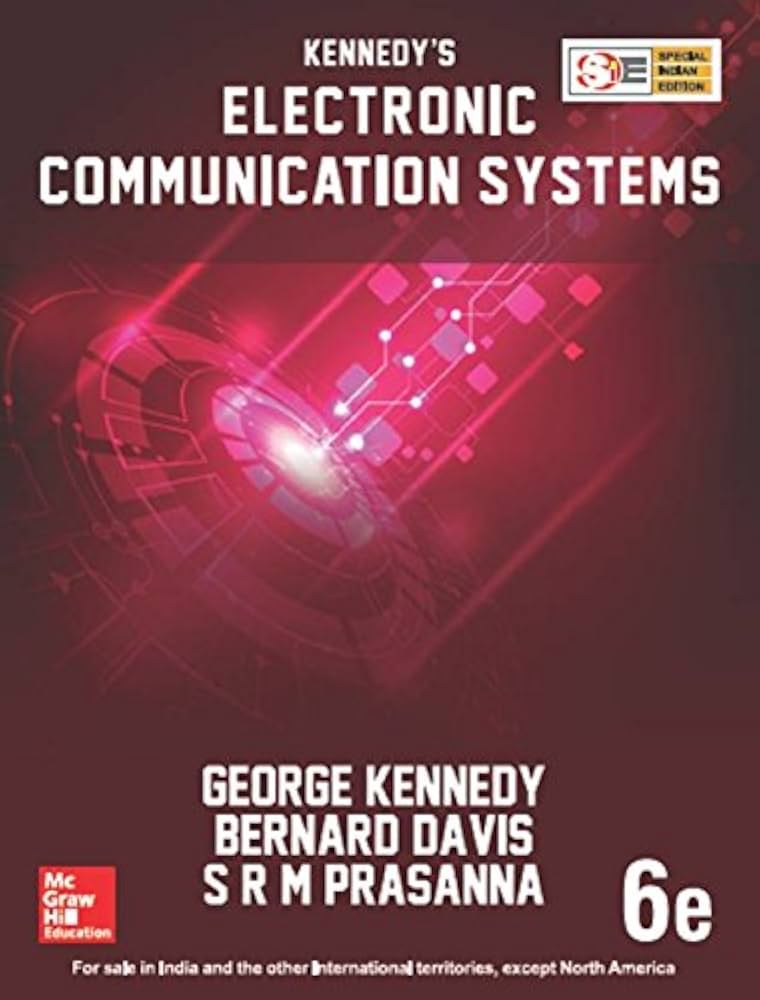 KENNEDY'S
SiE
SPECIAL
INDIAN
EDITION
ELECTRONIC
COMMUNICATION SYSTEMS
GEORGE KENNEDY
BERNARD DAVIS
S R M PRASANNA
Mc
Graw
Hill
Education
6e
For sale in India and the other International territories, except North America